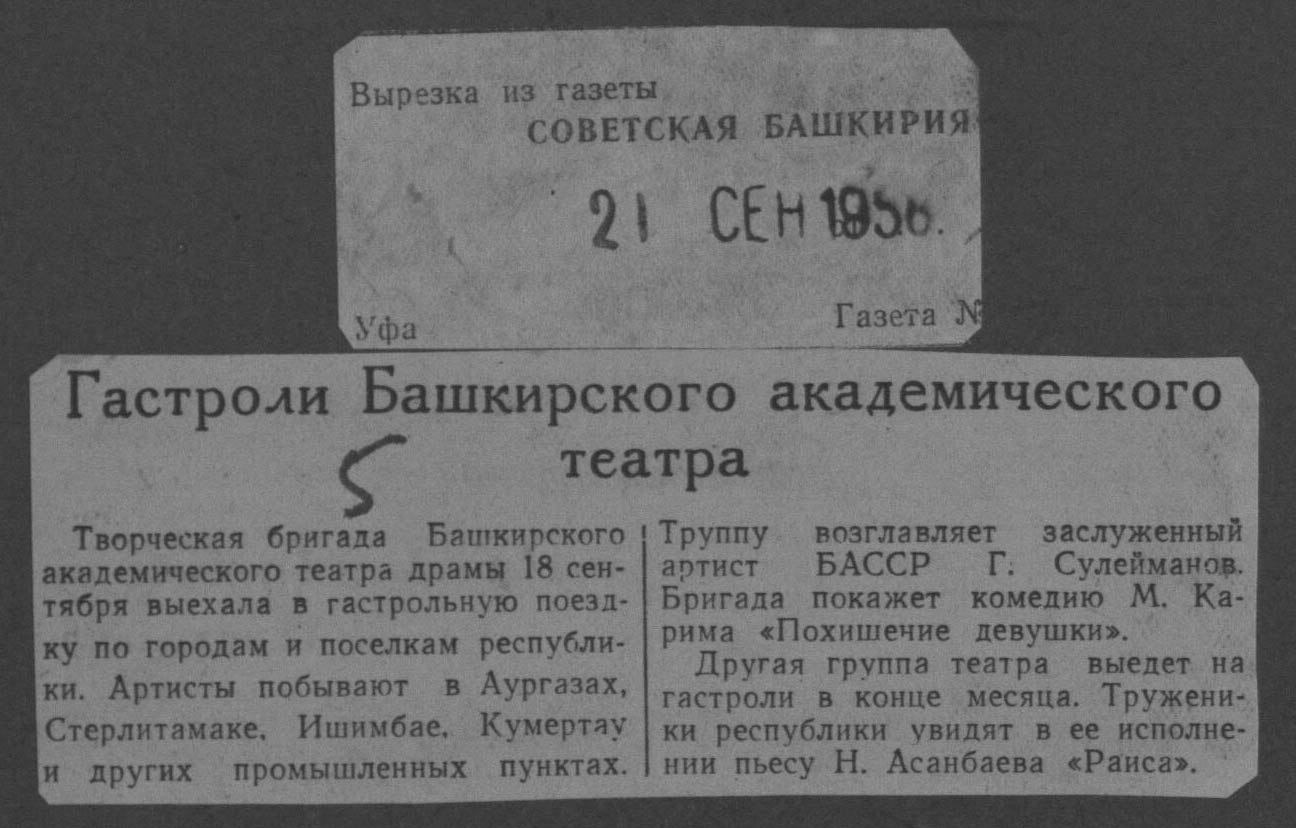 Вырезка из газеты
СОВЕТСКАЯ БАШКИРИЯ
21 СЕН
Уфа
Газета №
Гастроли Башкирского академического
театра
5
Творческая бригада Башкирского
академического театра драмы 18 сен-
тября выехала в гастрольную поезд-
ку по городам и поселкам республи-
ки. Артисты побывают в Аургазах,
Стерлитамаке, Ишимбае, Кумертау
и других промышленных пунктах.
Труппу возглавляет заслуженный
артист БАССР Г. Сулейманов.
Бригада покажет комедию М. Ка-
рима «Похишение девушки».
Другая группа театра выедет на
гастроли в конце месяца. Тружени-
ки республики увидят в ее исполне-
нии пьесу Н. Асанбаева «Раиса».